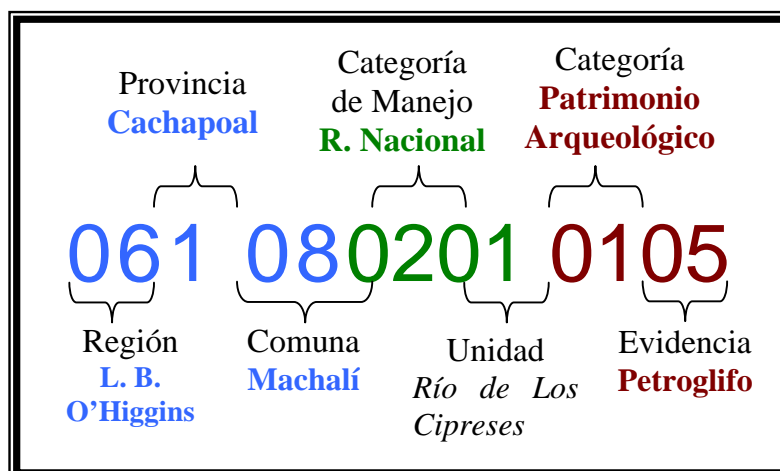 Provincia
Cachapoal
Categoría
de Manejo
R. Nacional
Categoría
Patrimonio
Arqueológico
061 080201 0105
Región
L. B.
O’Higgins
Comuna
Machalí
Unidad
Río de Los
Cipreses
Evidencia
Petroglifo